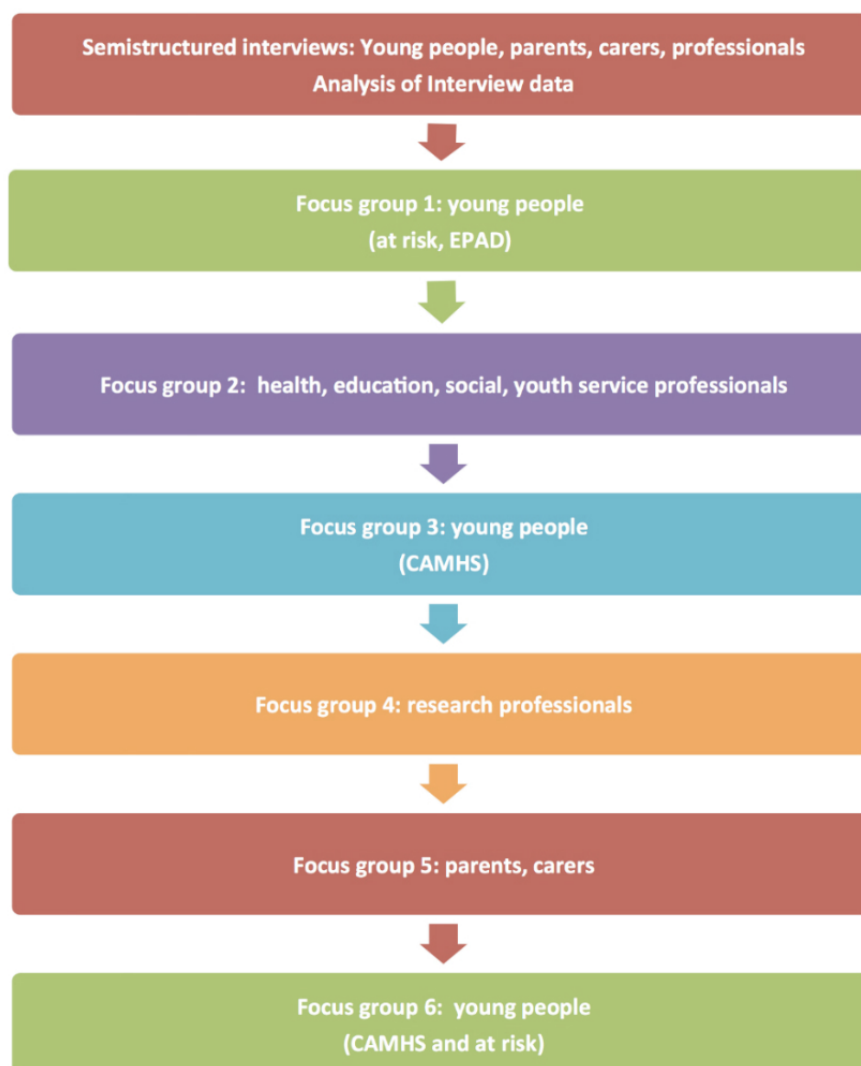 Semistructured interviews: Young people, parents, carers, professionals
Analysis of Interview data
Focus group 1: young people
(at risk, EPAD)
Focus group 2:  health, education, social, youth service professionals
Focus group 3: young people
(CAMHS)
Focus group 4: research professionals
Focus group 5: parents, carers
Focus group 6:  young people
(CAMHS and at risk)